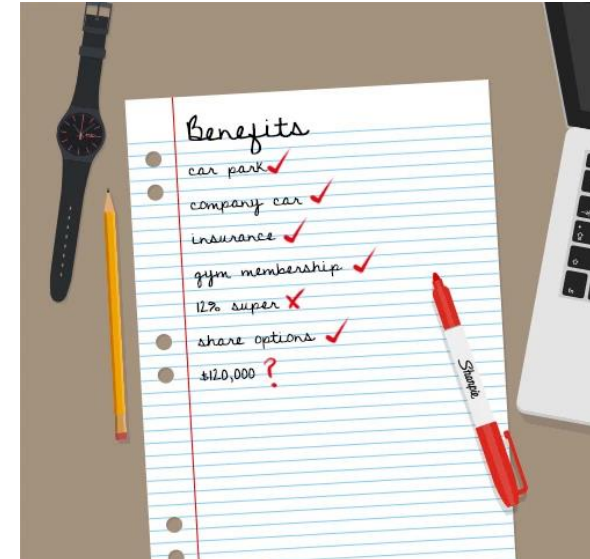 Benefits
car park ✓
company car ✓
insurance ✓
gym membership ✓
12% super ✗
share options ✓
$120,000 ?
Sharpie